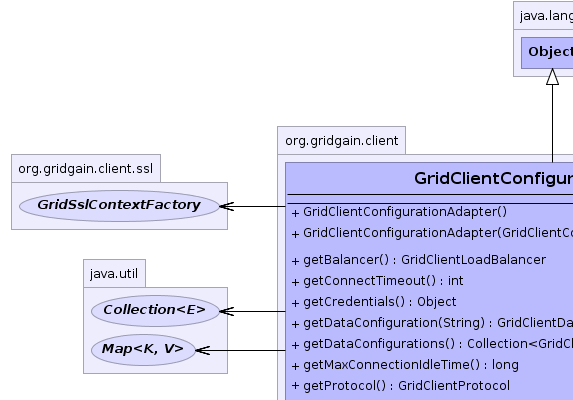 java.lang
Object
org.gridgain.client
org.gridgain.client.ssl
GridSslContextFactory
GridClientConfigur
+ GridClientConfigurationAdapter()
+ GridClientConfigurationAdapter(GridClientCo
java.util
Collection<E>
Map<K, V>
+ getBalancer() : GridClientLoadBalancer
+ getConnectTimeout() : int
+ getCredentials() : Object
+ getDataConfiguration(String) : GridClientDa
+ getDataConfigurations() : Collection<GridCl
+ getMaxConnectionIdleTime() : long
+ getProtocol() : GridClientProtocol